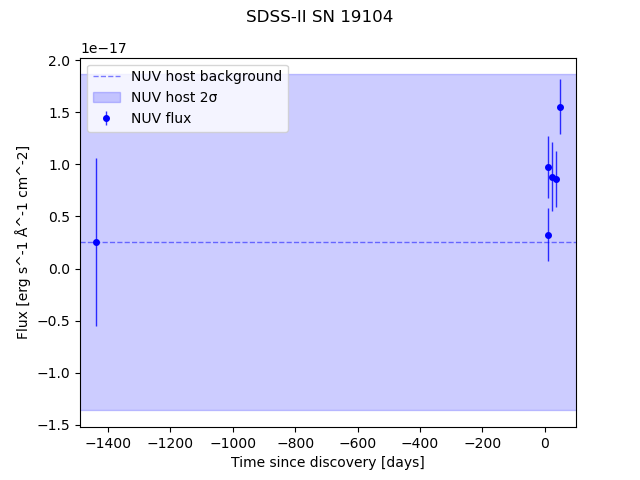 SDSS-II SN 19104
1e−17
2.0
1.5
1.0
0.5
0.0
−0.5
−1.0
−1.5
Flux [erg s^-1 Å^-1 cm^-2]
NUV host background
NUV host 2σ
NUV flux
−1400 −1200 −1000 −800 −600 −400 −200 0
Time since discovery [days]